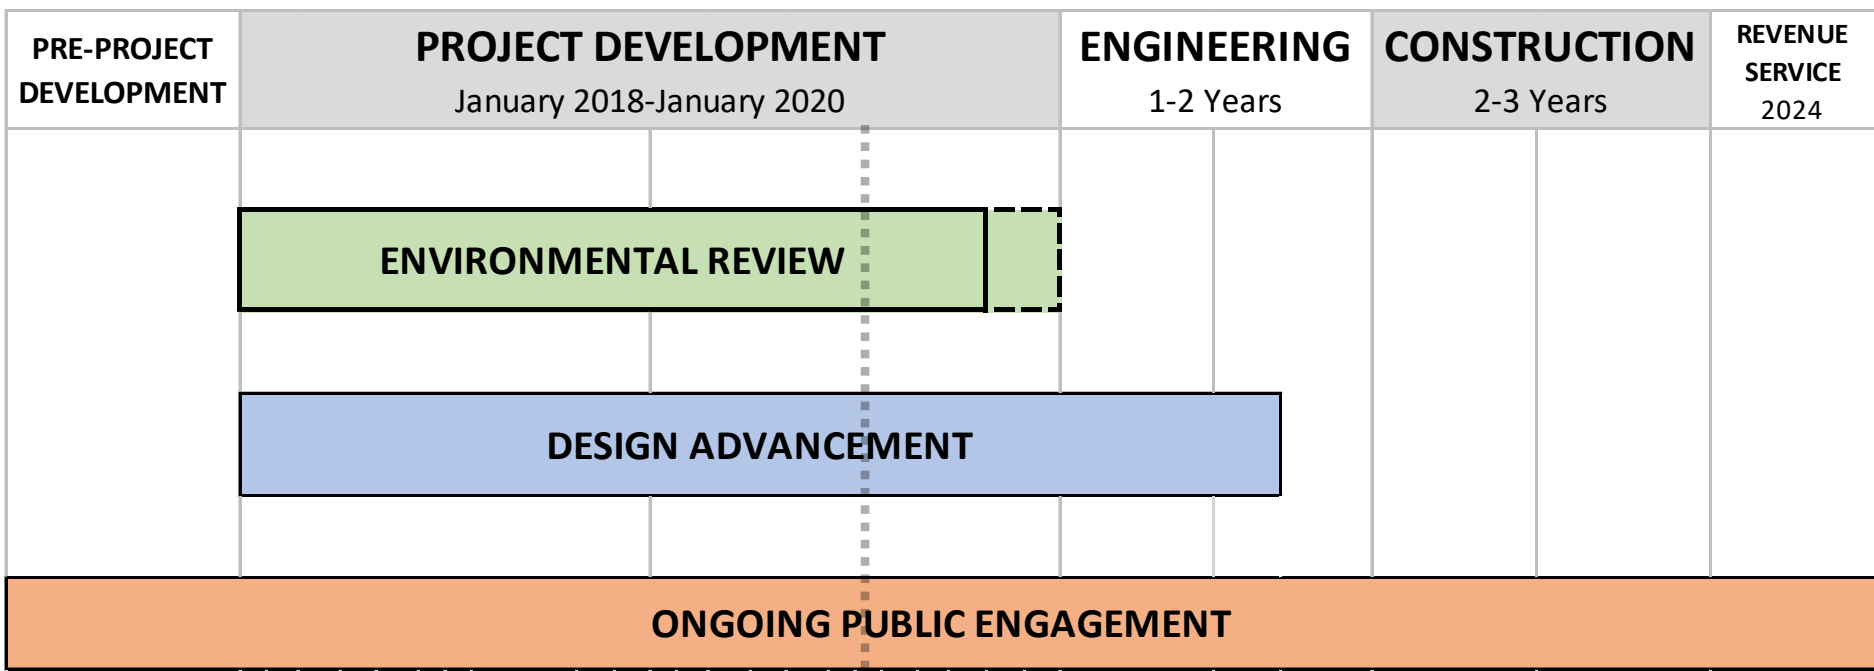 PRE-PROJECT
DEVELOPMENT
PROJECT DEVELOPMENT
January 2018-January 2020
ENGINEERING
1-2 Years
CONSTRUCTION
2-3 Years
REVENUE
SERVICE
2024
ENVIRONMENTAL REVIEW
DESIGN ADVANCEMENT
ONGOING PUBLIC ENGAGEMENT